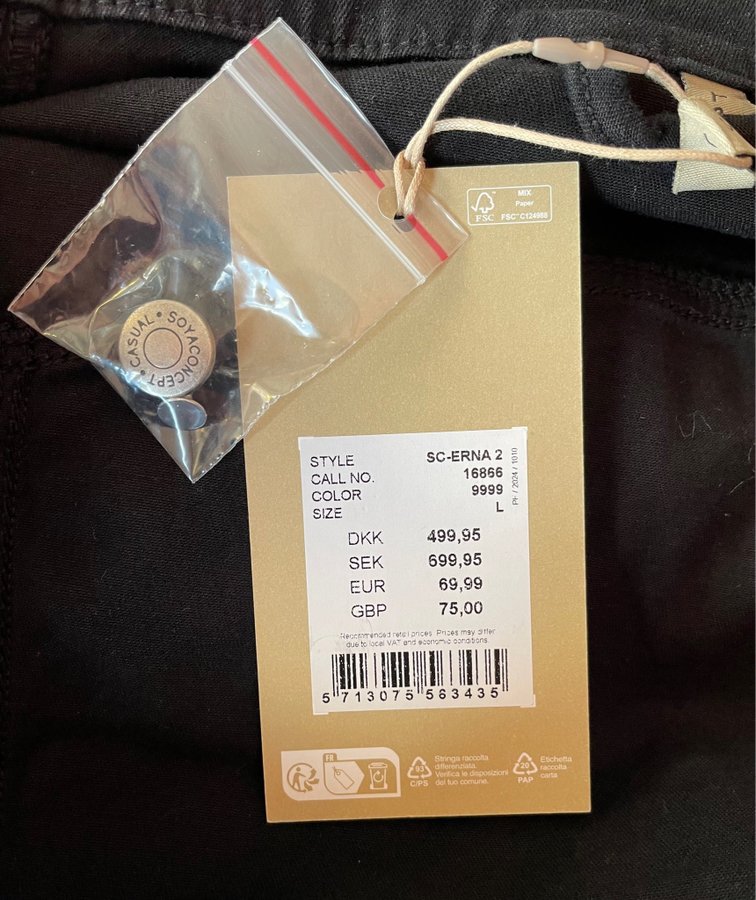 CASUAL • SOYACONCEPT •
MIX
Paper
FSC™ C124988
FSC
STYLE SC-ERNA 2
CALL NO. 16866
COLOR 9999
SIZE L
PF / 2024 / 1010
DKK 499,95
SEK 699,95
EUR 69,99
GBP 75,00
Recommended retail prices. Prices may differ
due to local VAT and economic conditions.
5 713075 563435
FR
93
C/PS
Stringa raccolta
differenziata.
Verifica le disposizioni
del tuo comune.
20
PAP
Etichetta
raccolta
carta